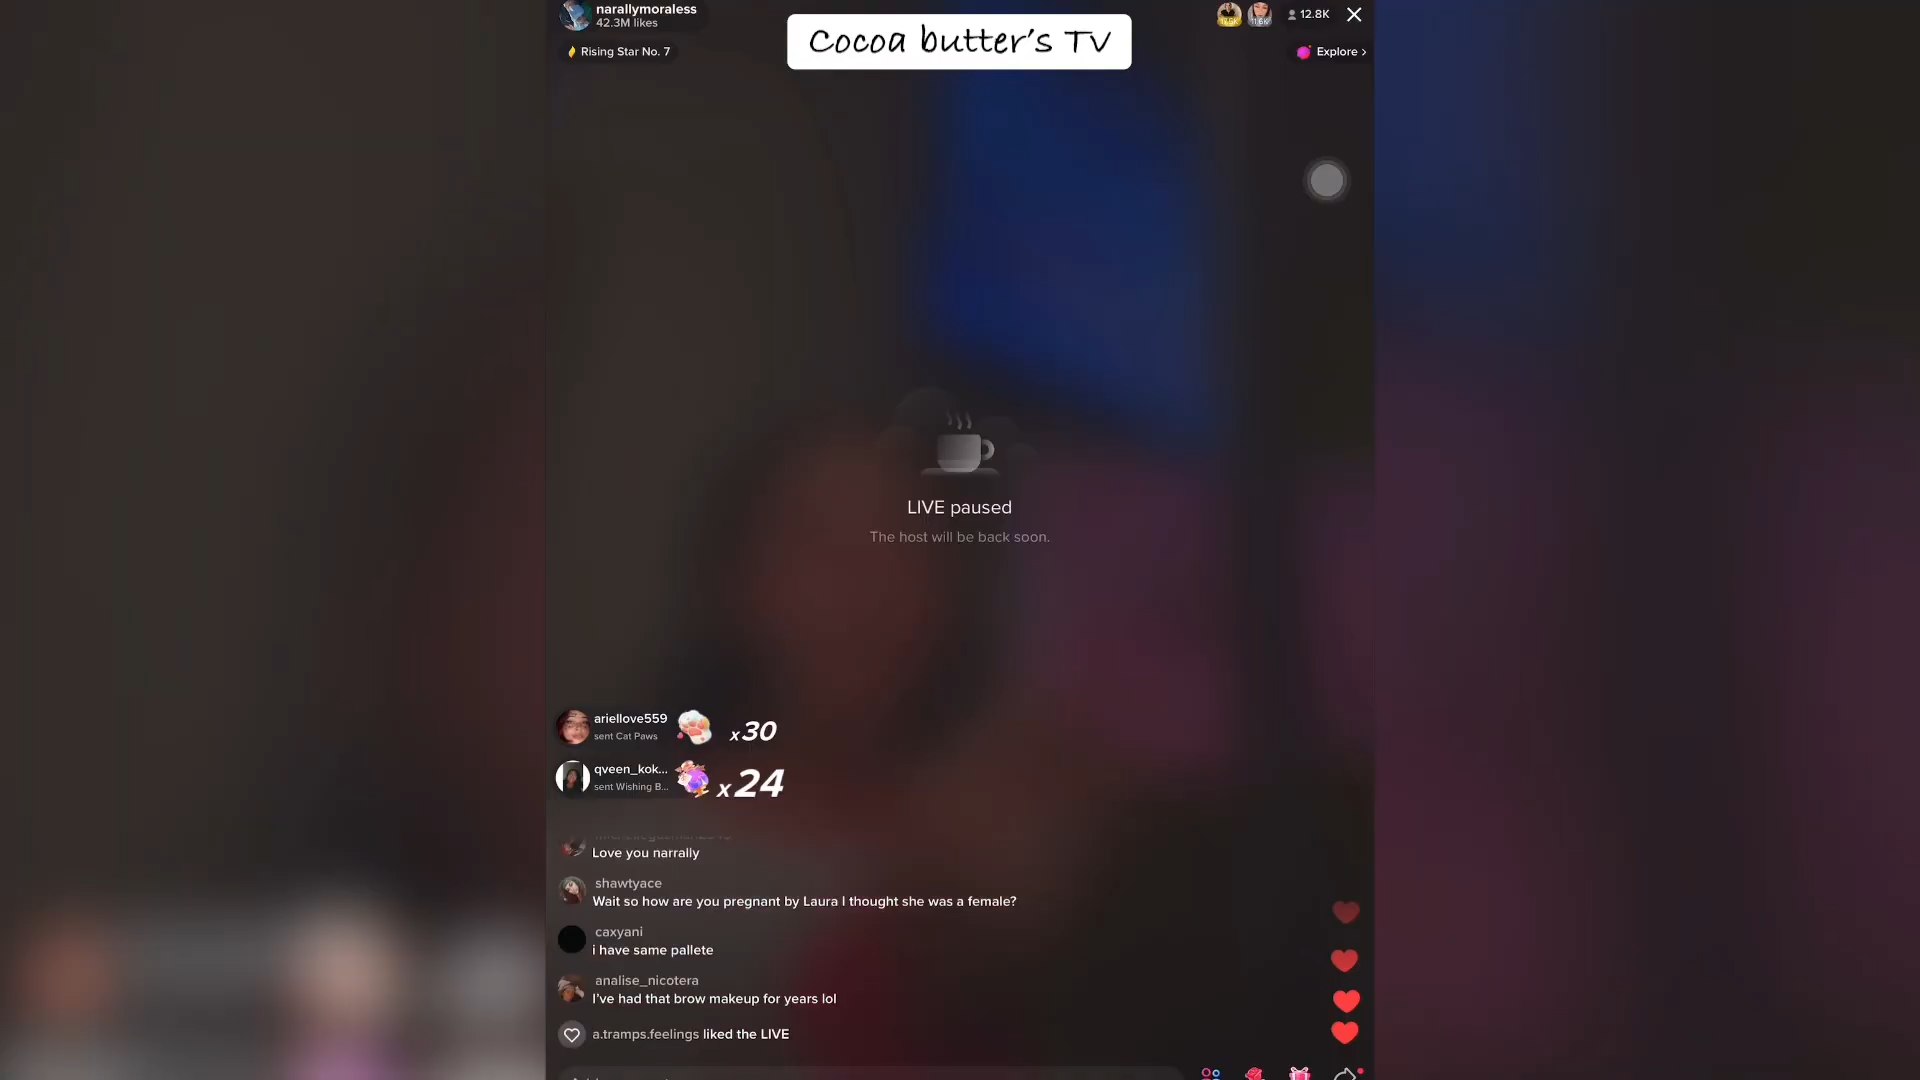 narallymoraless
42.3M likes
Cocoa butter's TV
12.8K
Rising Star No. 7
Explore >
LIVE paused
The host will be back soon.
ariellove559
sent Cat Paws
x30
qveen_kok...
sent Wishing B...
x24
Love you narrally
shawtyace
Wait so how are you pregnant by Laura I thought she was a female?
caxyani
i have same pallete
analise_nicotera
I've had that brow makeup for years lol
a.tramps.feelings liked the LIVE